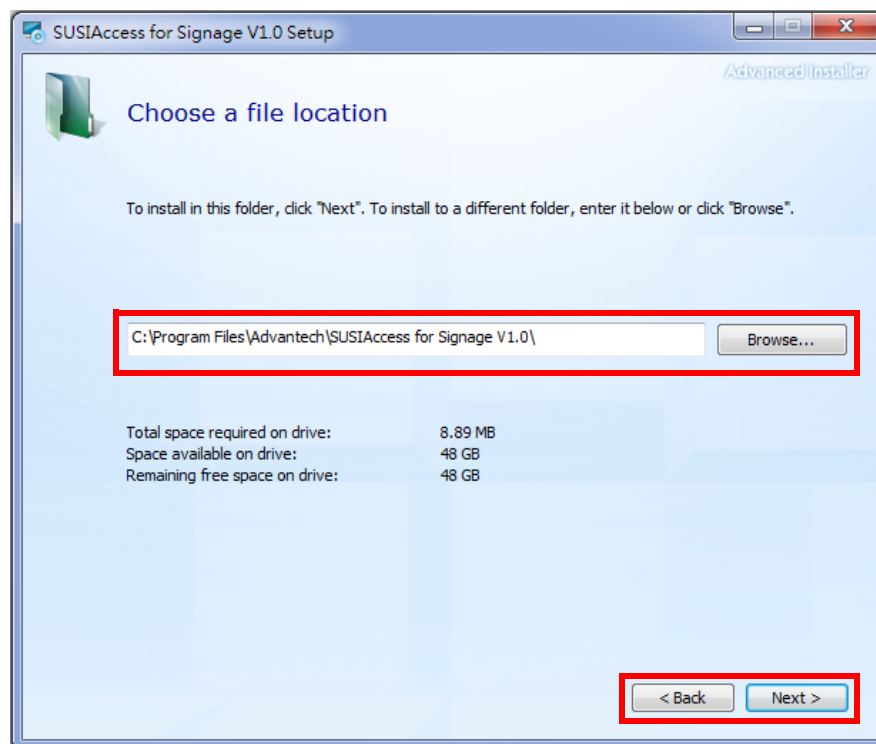 SUSIAccess for Signage V1.0 Setup
Advanced Installer
Choose a file location
To install in this folder, click "Next". To install to a different folder, enter it below or click "Browse".
C:\Program Files\Advantech\SUSIAccess for Signage V1.0\
Browse...
Total space required on drive: 8.89 MB
Space available on drive: 48 GB
Remaining free space on drive: 48 GB
< Back Next >